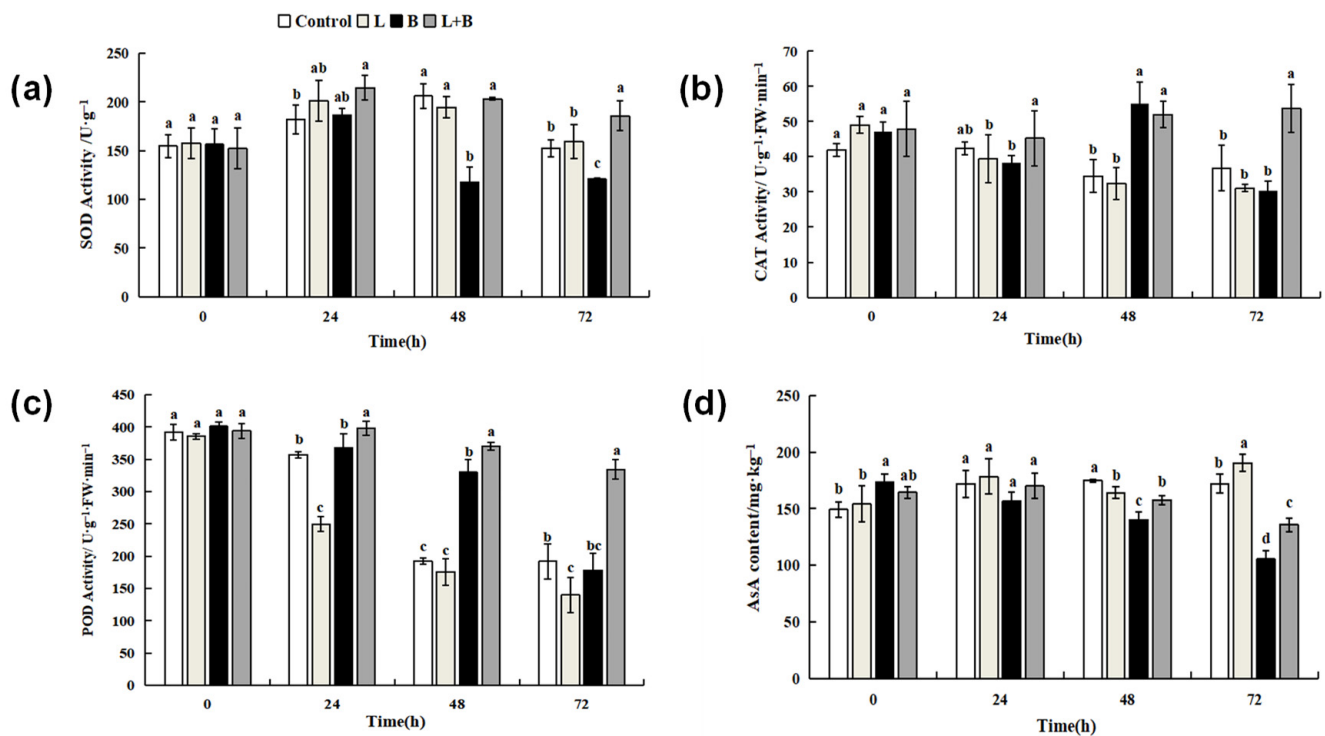 Control L B L+B
(a)
SOD Activity /U·g⁻¹
250
200
150
100
50
0
a a a a
b ab ab a
a a b a
b b c a
0 24 48 72
Time(h)
(b)
CAT Activity/ U·g⁻¹·FW·min⁻¹
70
60
50
40
30
20
10
0
a a a a
ab b b a
b b a a
b b b a
0 24 48 72
Time(h)
(c)
POD Activity/ U·g⁻¹·FW·min⁻¹
450
400
350
300
250
200
150
100
50
0
a a a a
b c b a
c c b a
b c bc a
0 24 48 72
Time(h)
(d)
AsA content/mg·kg⁻¹
250
200
150
100
50
0
b b a ab
a a a a
a b c b
b a d c
0 24 48 72
Time(h)